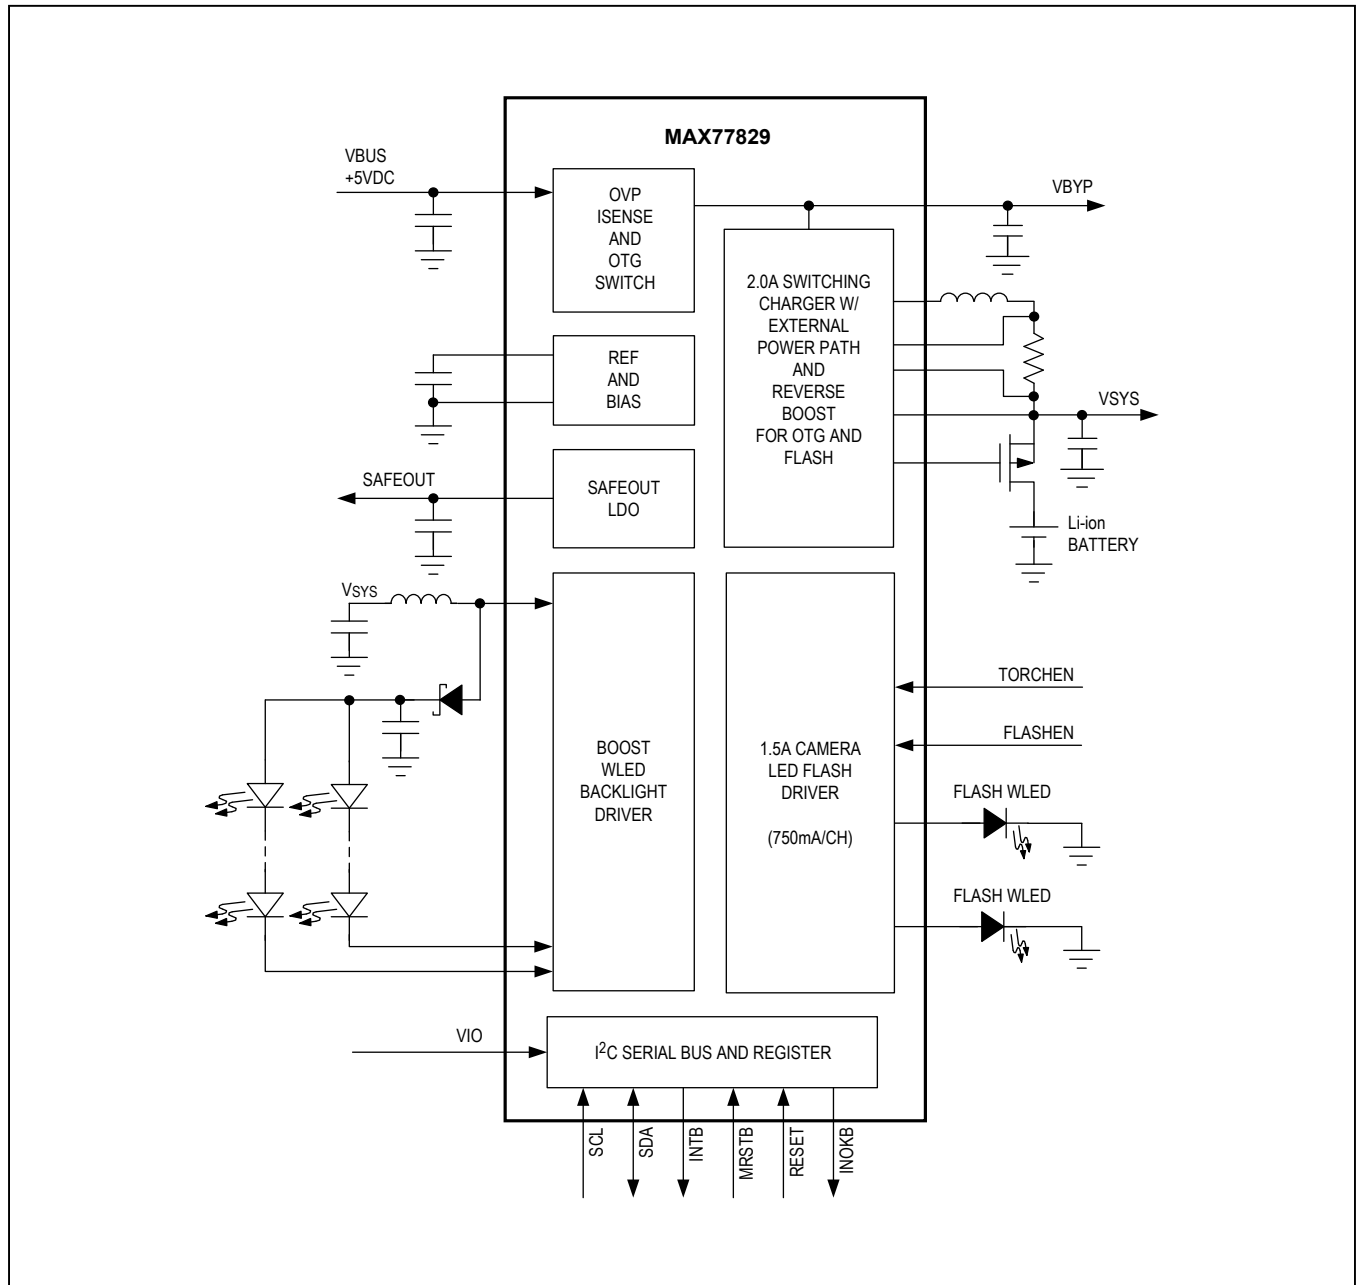 MAX77829
VBUS
+5VDC
OVP
ISENSE
AND
OTG
SWITCH
VBYP
2.0A SWITCHING
CHARGER W/
EXTERNAL
POWER PATH
AND
REVERSE
BOOST
FOR OTG AND
FLASH
REF
AND
BIAS
VSYS
SAFEOUT
SAFEOUT
LDO
Li-ion
BATTERY
VSYS
BOOST
WLED
BACKLIGHT
DRIVER
1.5A CAMERA
LED FLASH
DRIVER
(750mA/CH)
TORCHEN
FLASHEN
FLASH WLED
FLASH WLED
VIO
I²C SERIAL BUS AND REGISTER
SCL
SDA
INTB
MRSTB
RESET
INOKB